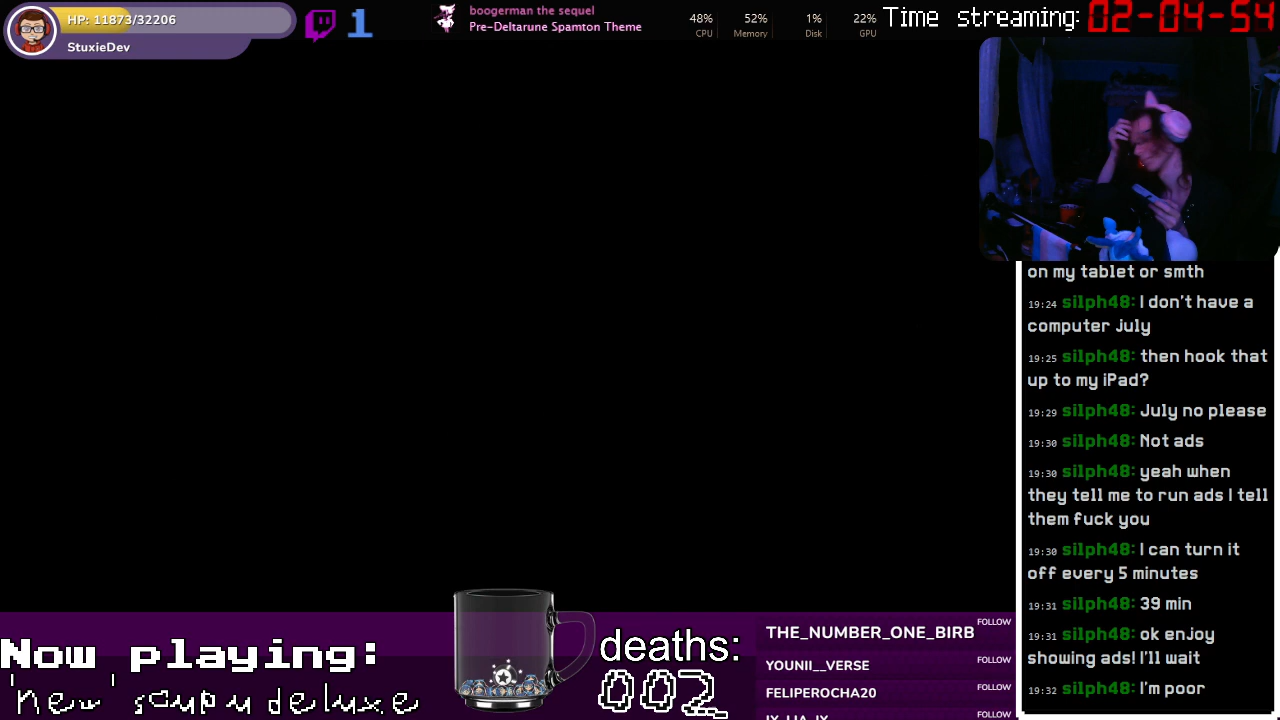 HP: 11873/32206
StuxieDev
1
boogerman the sequel
Pre-Deltarune Spamton Theme
48% 52% 1% 22%
CPU Memory Disk GPU
Time streaming: 02-04-54
on my tablet or smth
19:24 silph48: I don't have a
computer July
19:25 silph48: then hook that
up to my iPad?
19:29 silph48: July no please
19:30 silph48: Not ads
19:30 silph48: yeah when
they tell me to run ads I tell
them fuck you
19:30 silph48: I can turn it
off every 5 minutes
19:31 silph48: 39 min
19:31 silph48: ok enjoy
showing ads! I'll wait
19:32 silph48: I'm poor
Now playing:
'new' soup n deluxe
deaths:
002
THE_NUMBER_ONE_BIRB FOLLOW
YOUNII__VERSE FOLLOW
FELIPEROCHA20 FOLLOW
FOLLOW